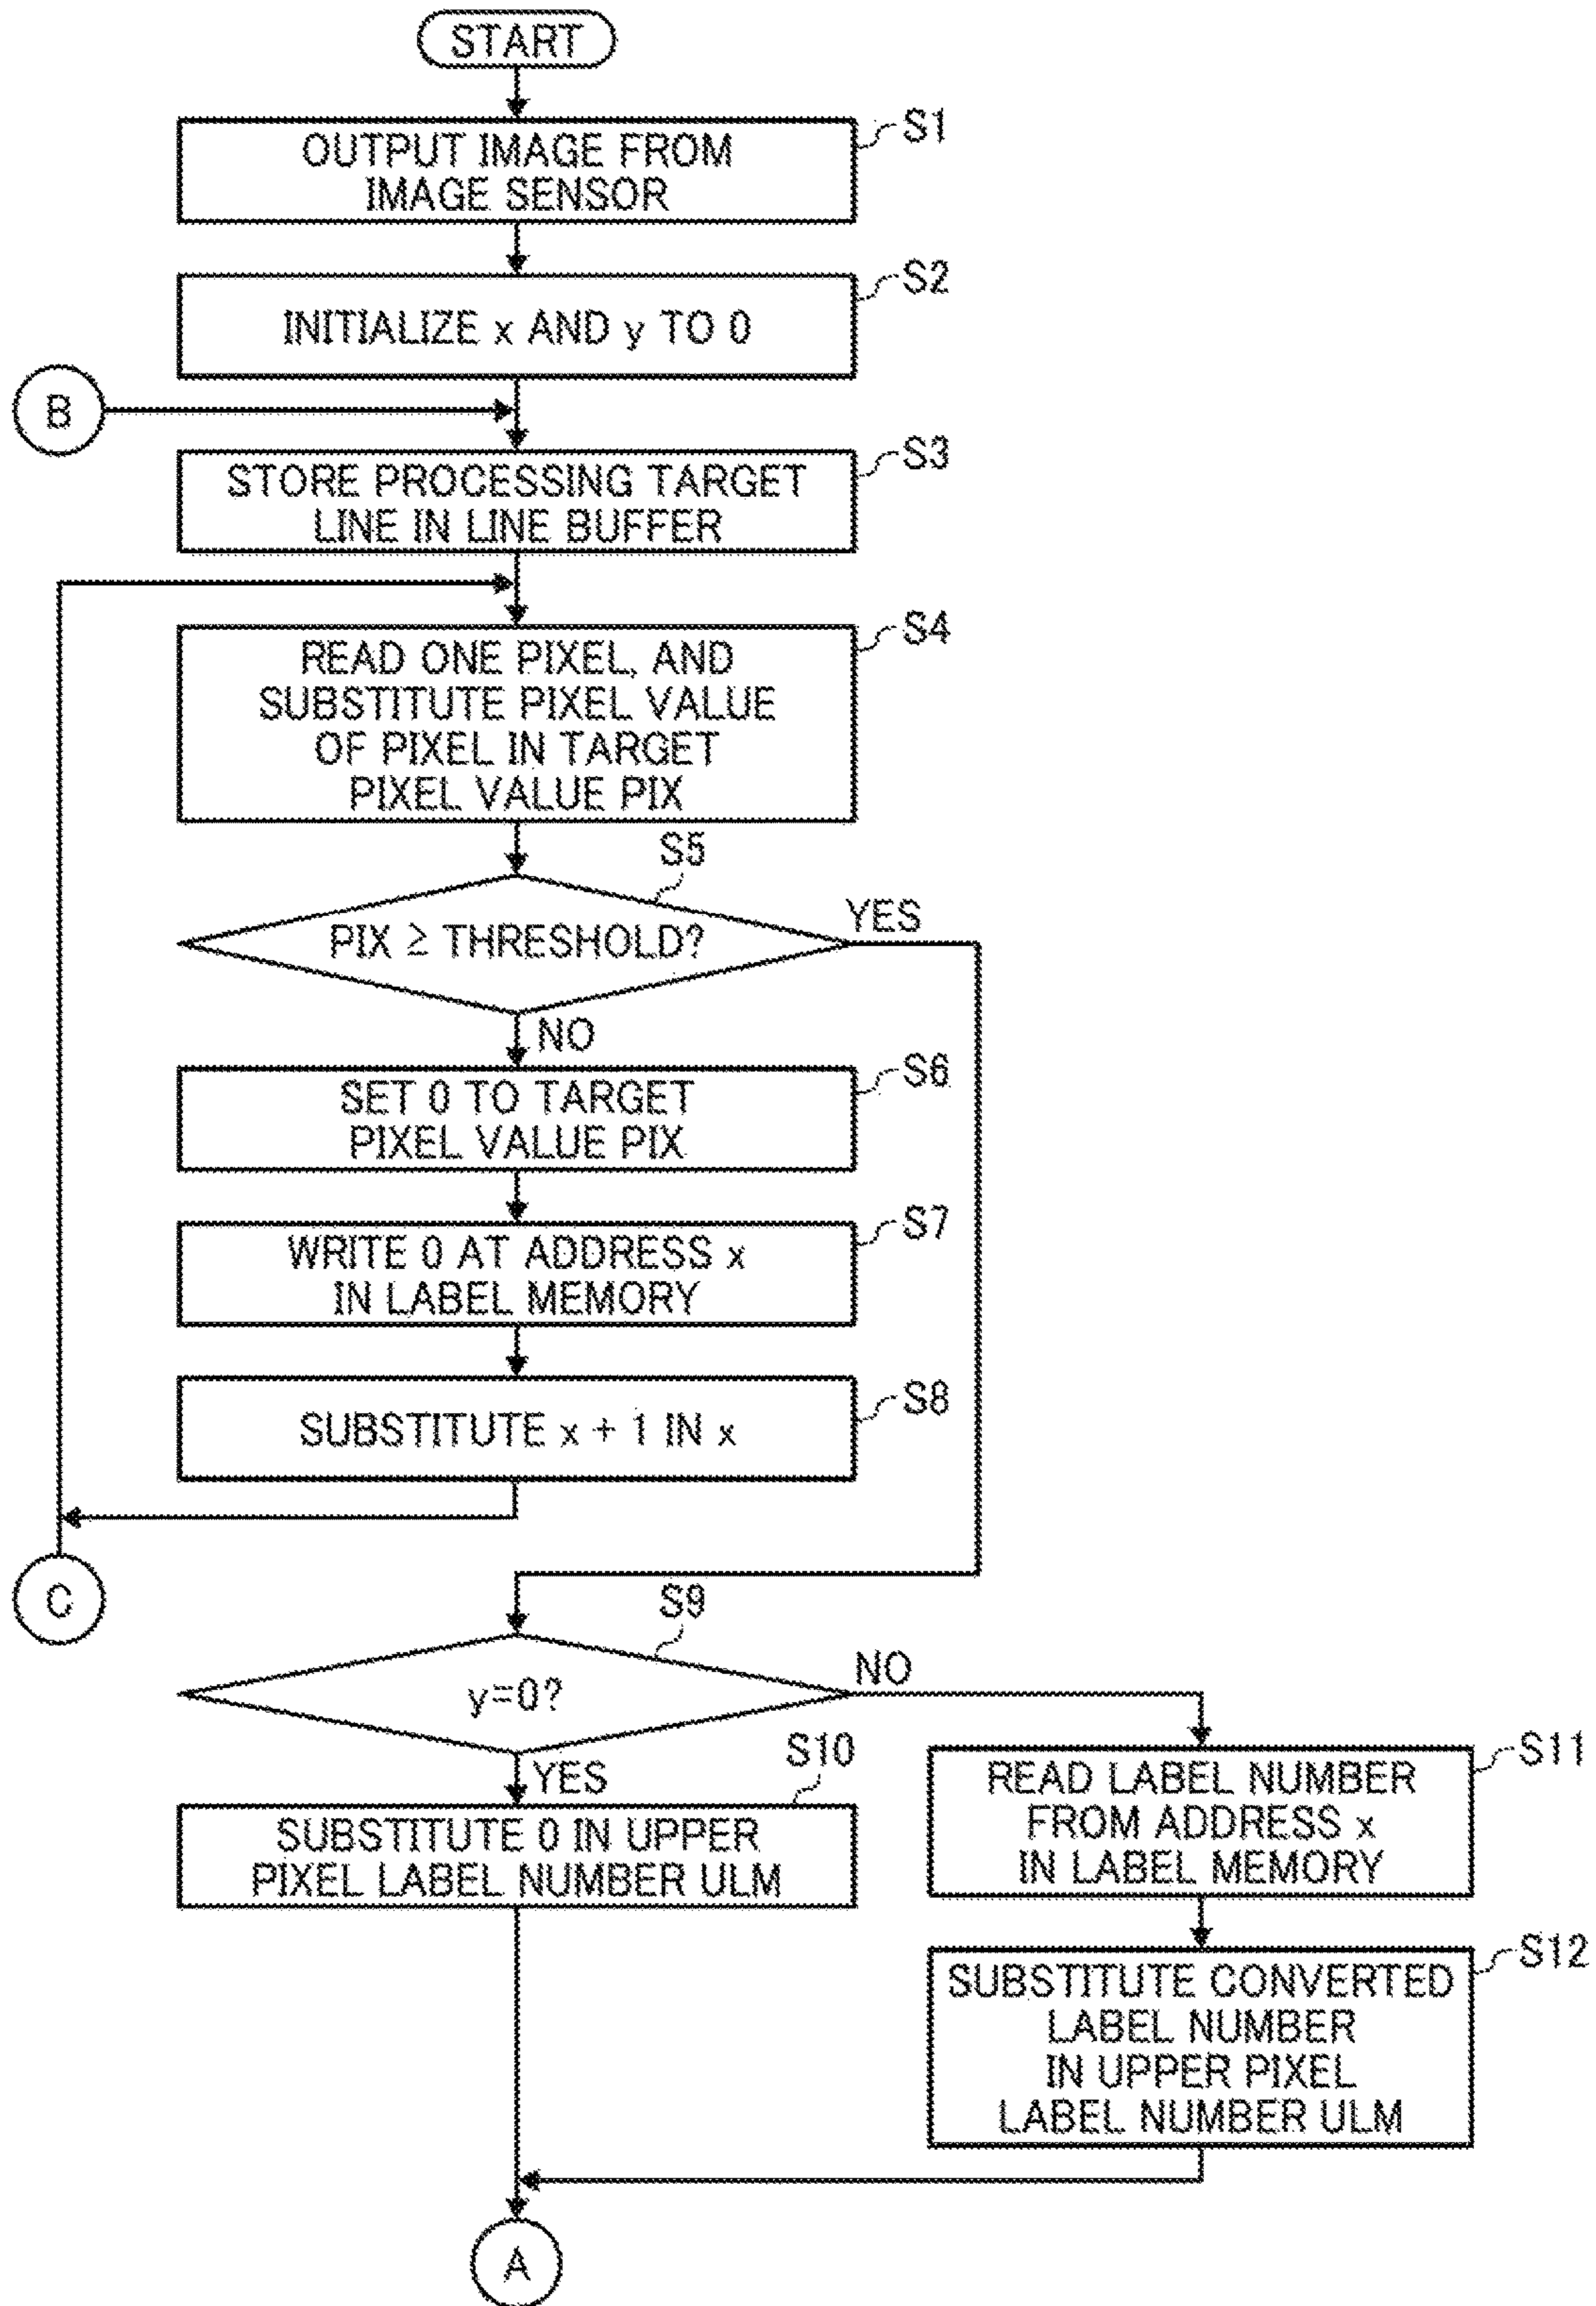 START
S1
OUTPUT IMAGE FROM
IMAGE SENSOR
S2
INITIALIZE x AND y TO 0
B
S3
STORE PROCESSING TARGET
LINE IN LINE BUFFER
S4
READ ONE PIXEL, AND
SUBSTITUTE PIXEL VALUE
OF PIXEL IN TARGET
PIXEL VALUE PIX
S5
PIX ≧ THRESHOLD?
YES
NO
S6
SET 0 TO TARGET
PIXEL VALUE PIX
S7
WRITE 0 AT ADDRESS x
IN LABEL MEMORY
S8
SUBSTITUTE x + 1 IN x
C
S9
y=0?
NO
YES
S10
SUBSTITUTE 0 IN UPPER
PIXEL LABEL NUMBER ULM
S11
READ LABEL NUMBER
FROM ADDRESS x
IN LABEL MEMORY
S12
SUBSTITUTE CONVERTED
LABEL NUMBER
IN UPPER PIXEL
LABEL NUMBER ULM
A